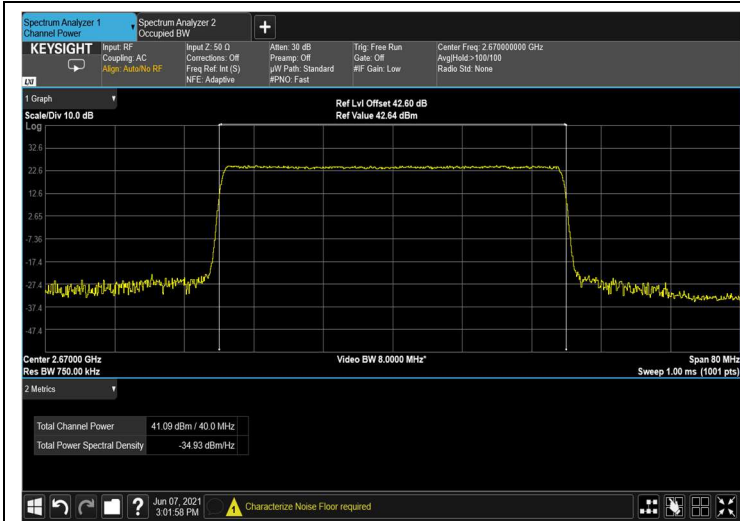 Spectrum Analyzer 1
Channel Power
Spectrum Analyzer 2
Occupied BW
KEYSIGHT
LXI
Input: RF
Coupling: AC
Align: Auto/No RF
Input Z: 50 Ω
Corrections: Off
Freq Ref: Int (S)
NFE: Adaptive
Atten: 30 dB
Preamp: Off
µW Path: Standard
#PNO: Fast
Trig: Free Run
Gate: Off
#IF Gain: Low
Center Freq: 2.670000000 GHz
Avg|Hold:>100/100
Radio Std: None
1 Graph
Scale/Div 10.0 dB
Ref Lvl Offset 42.60 dB
Ref Value 42.64 dBm
Log
32.6
22.6
12.6
2.65
-7.36
-17.4
-27.4
-37.4
-47.4
Center 2.67000 GHz
Video BW 8.0000 MHz*
Span 80 MHz
Res BW 750.00 kHz
Sweep 1.00 ms (1001 pts)
2 Metrics
Total Channel Power 41.09 dBm / 40.0 MHz
Total Power Spectral Density -34.93 dBm/Hz
?
Jun 07, 2021
3:01:58 PM
1
Characterize Noise Floor required